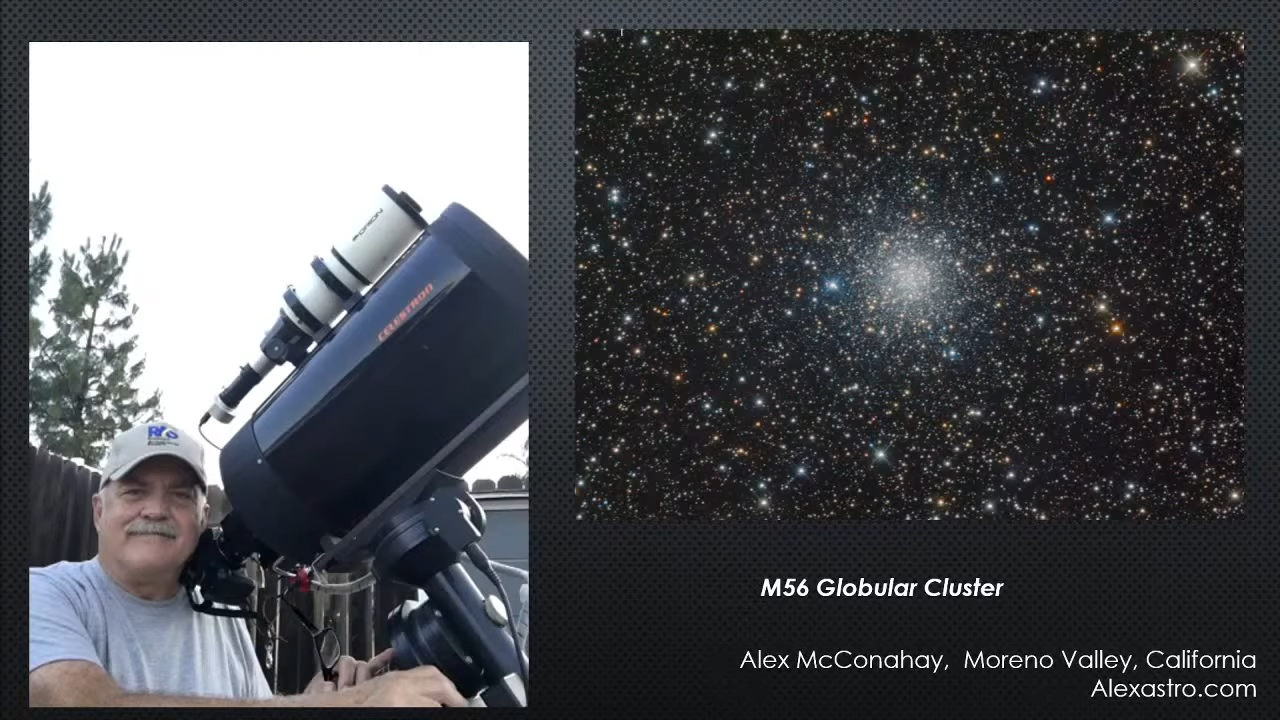 ORION
CELESTRON
M56 Globular Cluster
Alex McConahay,  Moreno Valley, California
Alexastro.com